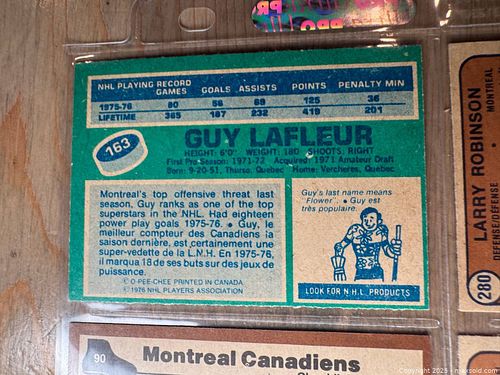 PRO
NHL PLAYING RECORD
GAMES GOALS ASSISTS POINTS PENALTY MIN
1975-76 80 56 69 125 36
LIFETIME 365 187 232 419 201
163
GUY LAFLEUR
HEIGHT: 6'0" WEIGHT: 180 SHOOTS: RIGHT
First Pro Season: 1971-72 Acquired: 1971 Amateur Draft
Born: 9-20-51, Thurso, Quebec Home: Vercheres, Quebec
Montreal's top offensive threat last
season, Guy ranks as one of the top
superstars in the NHL. Had eighteen
power play goals 1975-76. • Guy, le
meilleur compteur des Canadiens la
saison dernière, est certainement une
super-vedette de la L.N.H. En 1975-76,
il marqua 18 de ses buts sur des jeux de
puissance.
© O-PEE-CHEE PRINTED IN CANADA
© 1976 NHL PLAYERS ASSOCIATION
Guy's last name means
"Flower". • Guy est
très populaire.
LOOK FOR N.H.L. PRODUCTS
LARRY ROBINSON
DEFENSE/DEFENSE
MONTREAL
280
90
Montreal Canadiens
Copyright 2025 - maxsold.com